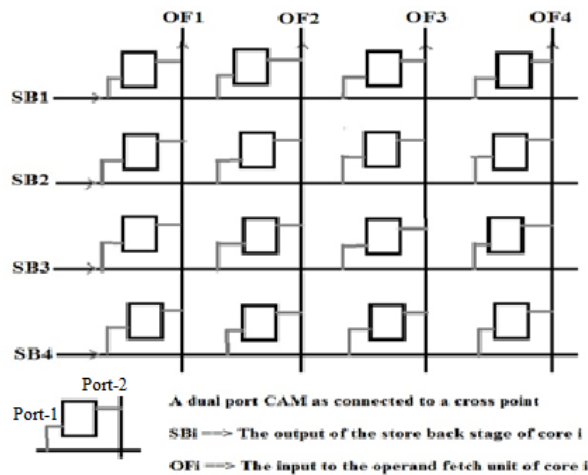 OF1 OF2 OF3 OF4
SB1
SB2
SB3
SB4
Port-2
Port-1
A dual port CAM as connected to a cross point
SBi ---> The output of the store back stage of core i
OFi ---> The input to the operand fetch unit of core i